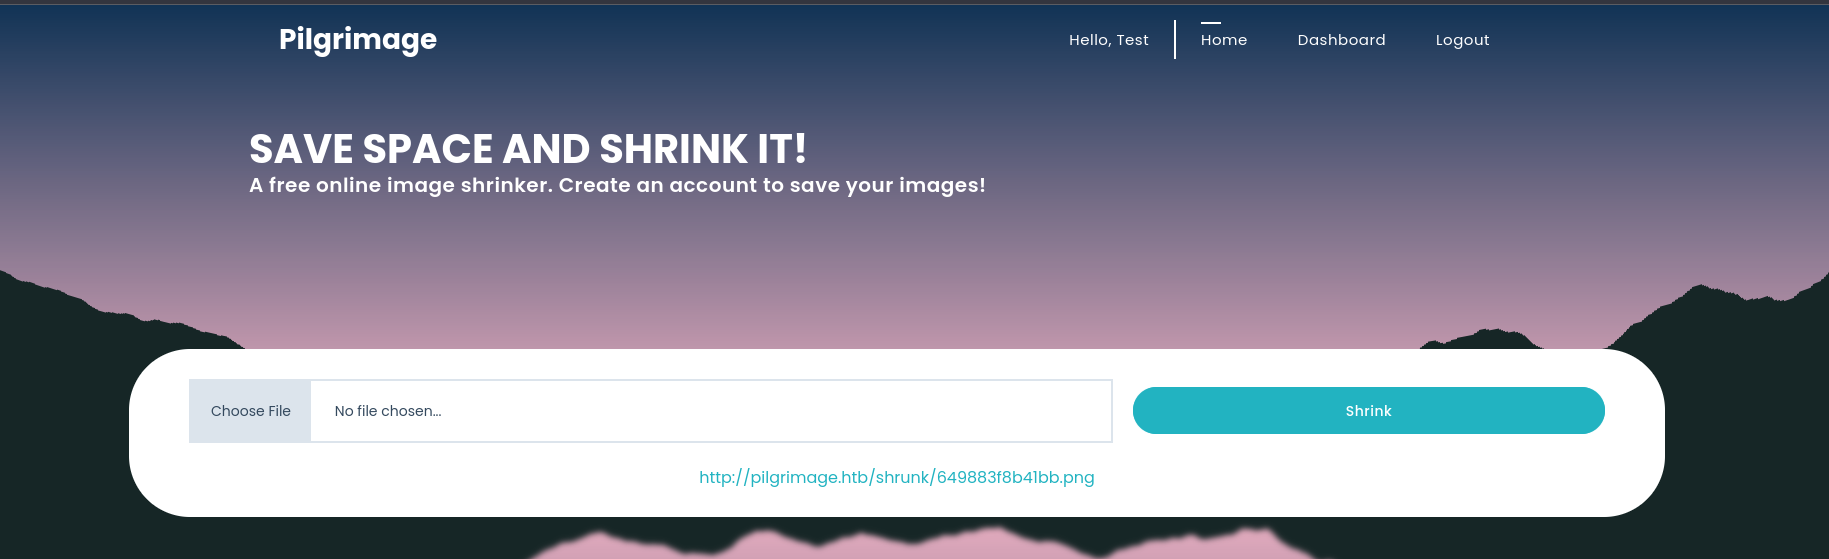 Pilgrimage
Hello, Test
Home
Dashboard
Logout
SAVE SPACE AND SHRINK IT!
A free online image shrinker. Create an account to save your images!
Choose File
No file chosen...
Shrink
http://pilgrimage.htb/shrunk/649883f8b41bb.png